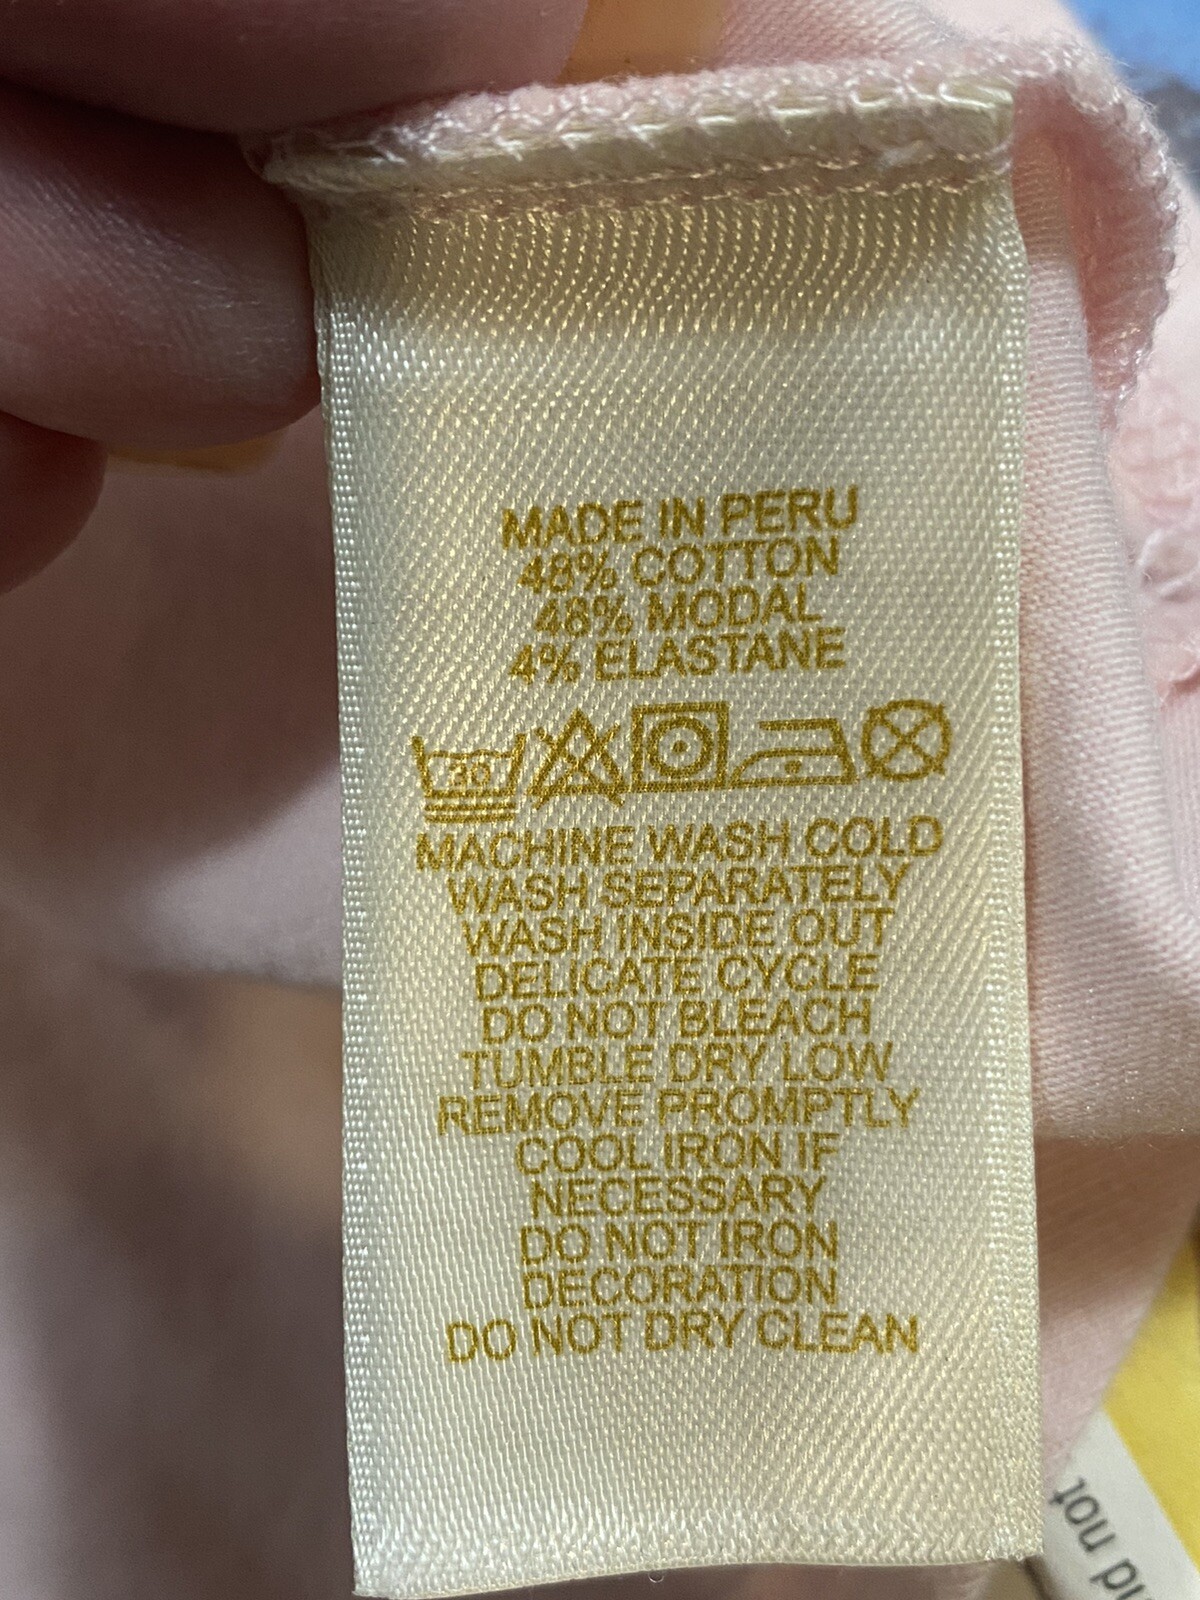 MADE IN PERU
48% COTTON
48% MODAL
4% ELASTANE
30
MACHINE WASH COLD
WASH SEPARATELY
WASH INSIDE OUT
DELICATE CYCLE
DO NOT BLEACH
TUMBLE DRY LOW
REMOVE PROMPTLY
COOL IRON IF
NECESSARY
DO NOT IRON
DECORATION
DO NOT DRY CLEAN
not